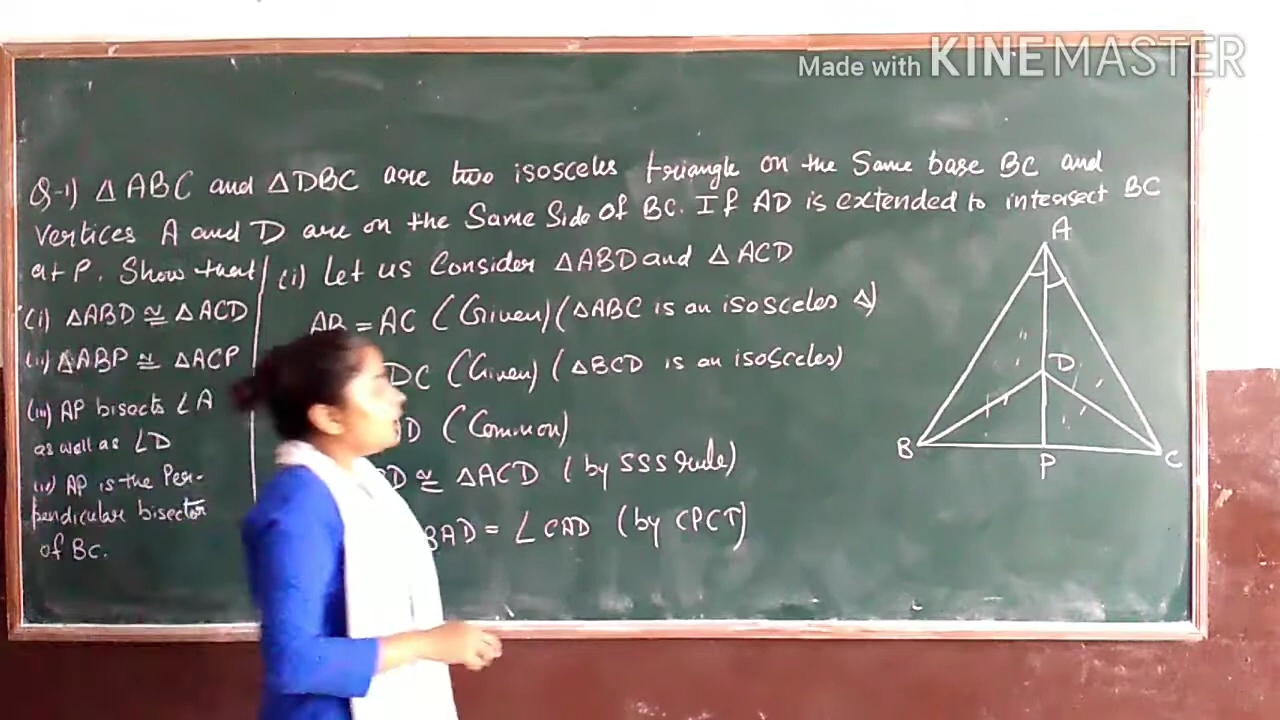 Made with KINEMASTER
Q-1) △ABC and △DBC are two isosceles triangle on the Same base BC and
Vertices A and D are on the Same Side of BC. If AD is extended to intersect BC
at P. Show that
(i) △ABD ≅ △ACD
(ii) △ABP ≅ △ACP
(iii) AP bisects ∠A
as well as ∠D
(iv) AP is the Per-
pendicular bisector
of BC.
(i) Let us Consider △ABD and △ACD
AB = AC (Given) (△ABC is an isosceles △)
DC (Given) (△BCD is an isosceles)
D (Common)
D ≅ △ACD (by SSS rule)
BAD = ∠CAD (by CPCT)
A
D
B
P
C